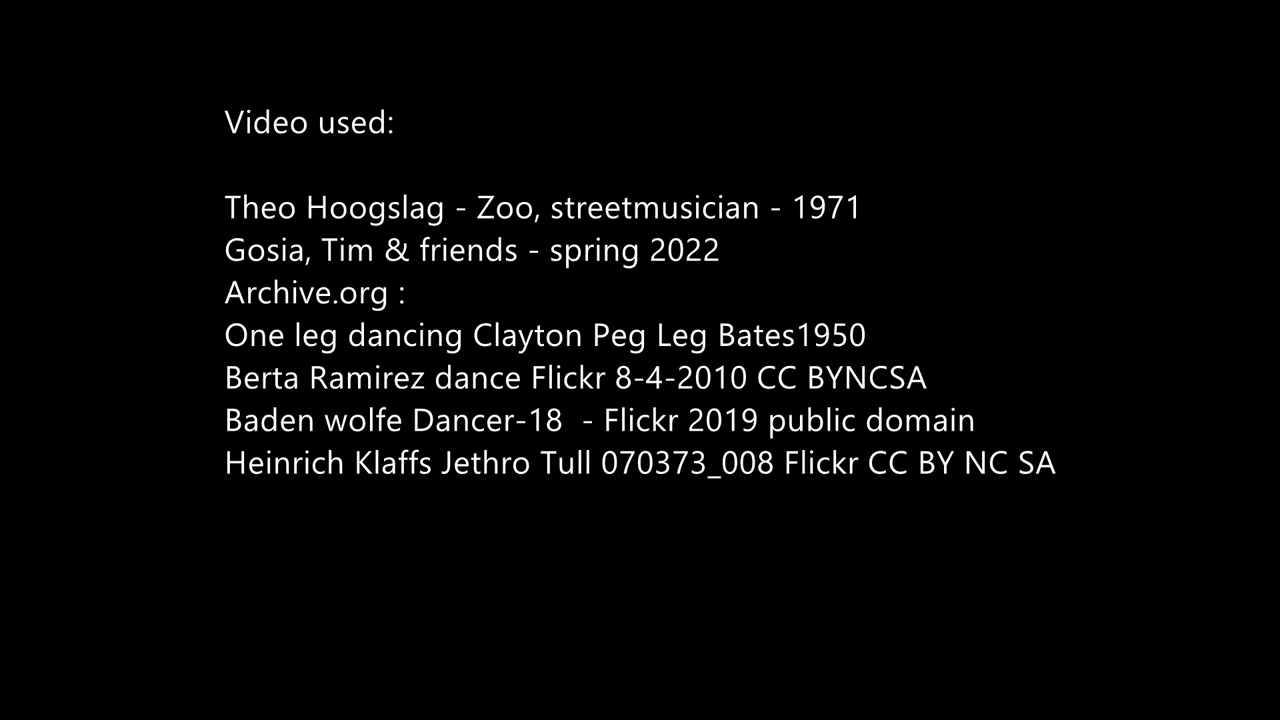 Video used:
Theo Hoogslag - Zoo, streetmusician - 1971
Gosia, Tim & friends - spring 2022
Archive.org :
One leg dancing Clayton Peg Leg Bates1950
Berta Ramirez dance Flickr 8-4-2010 CC BYNCSA
Baden wolfe Dancer-18  - Flickr 2019 public domain
Heinrich Klaffs Jethro Tull 070373_008 Flickr CC BY NC SA